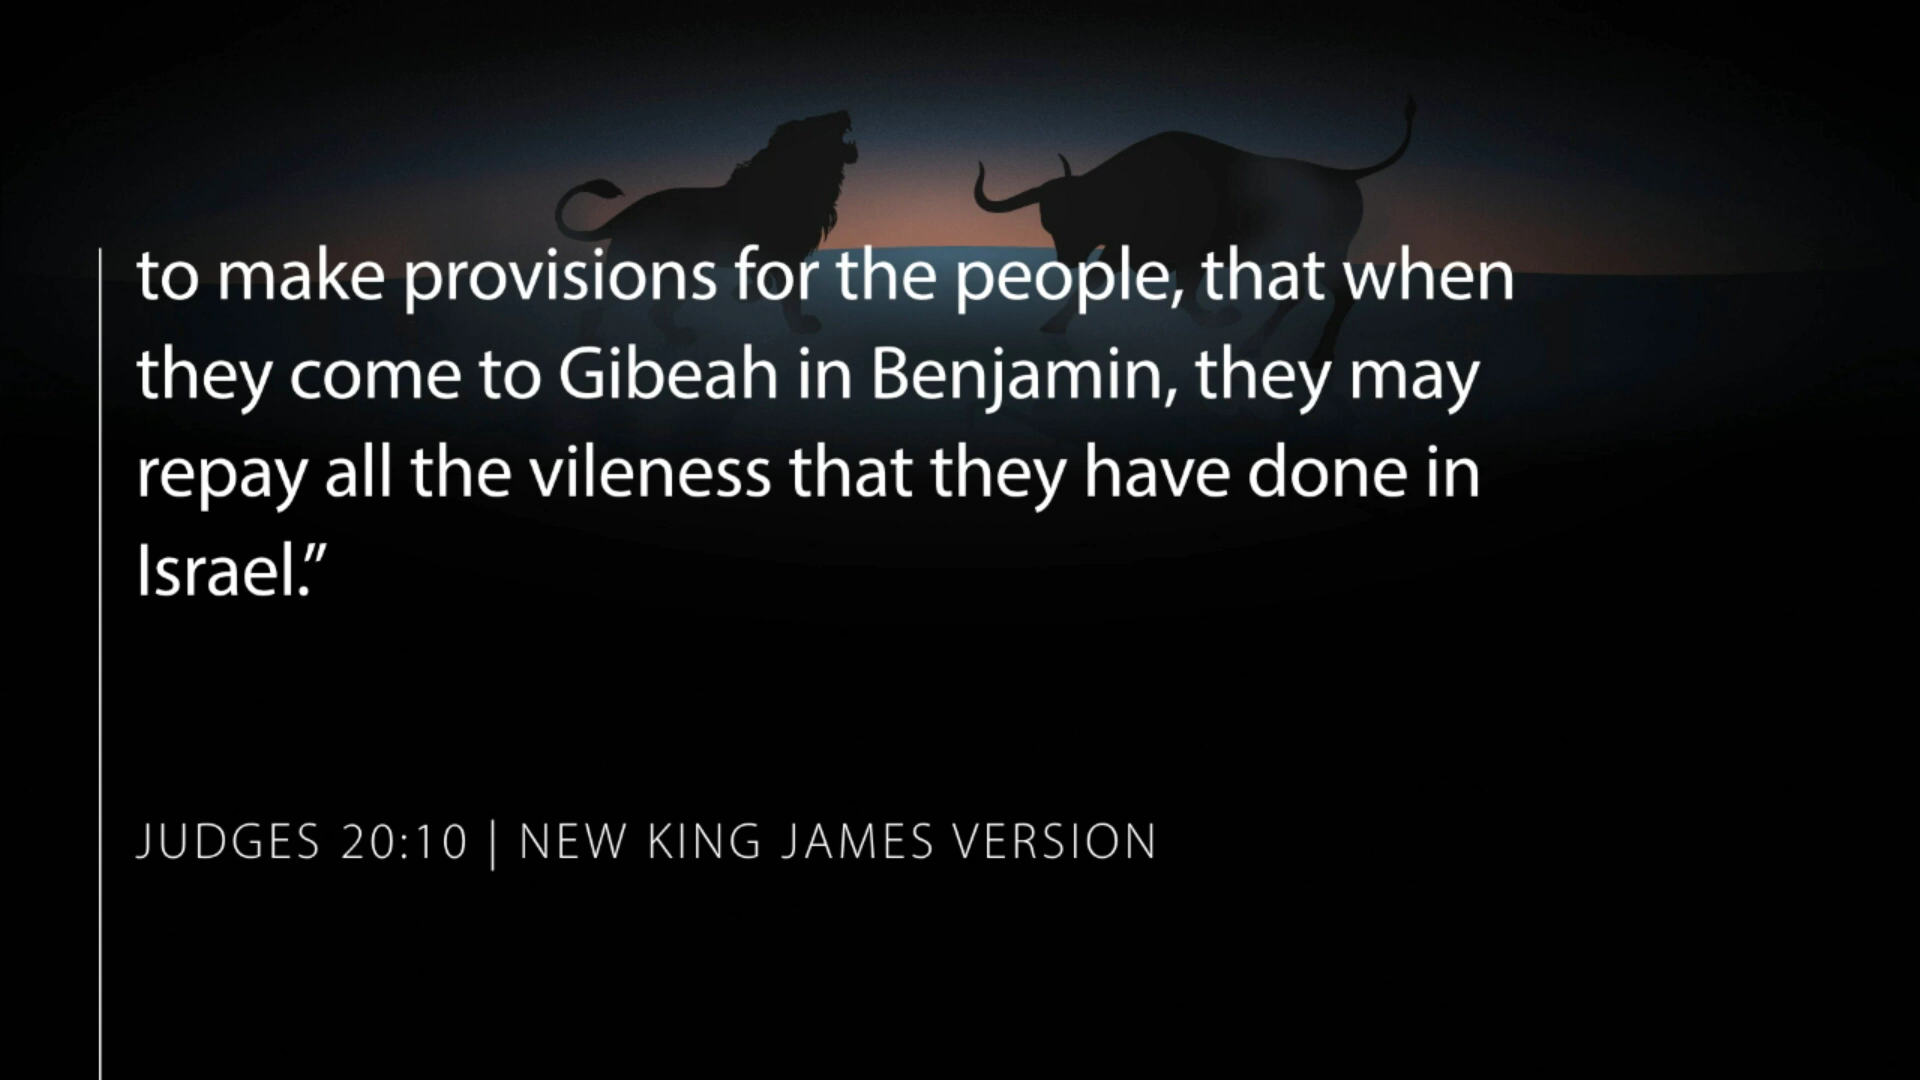 to make provisions for the people, that when
they come to Gibeah in Benjamin, they may
repay all the vileness that they have done in
Israel.”
JUDGES 20:10 | NEW KING JAMES VERSION